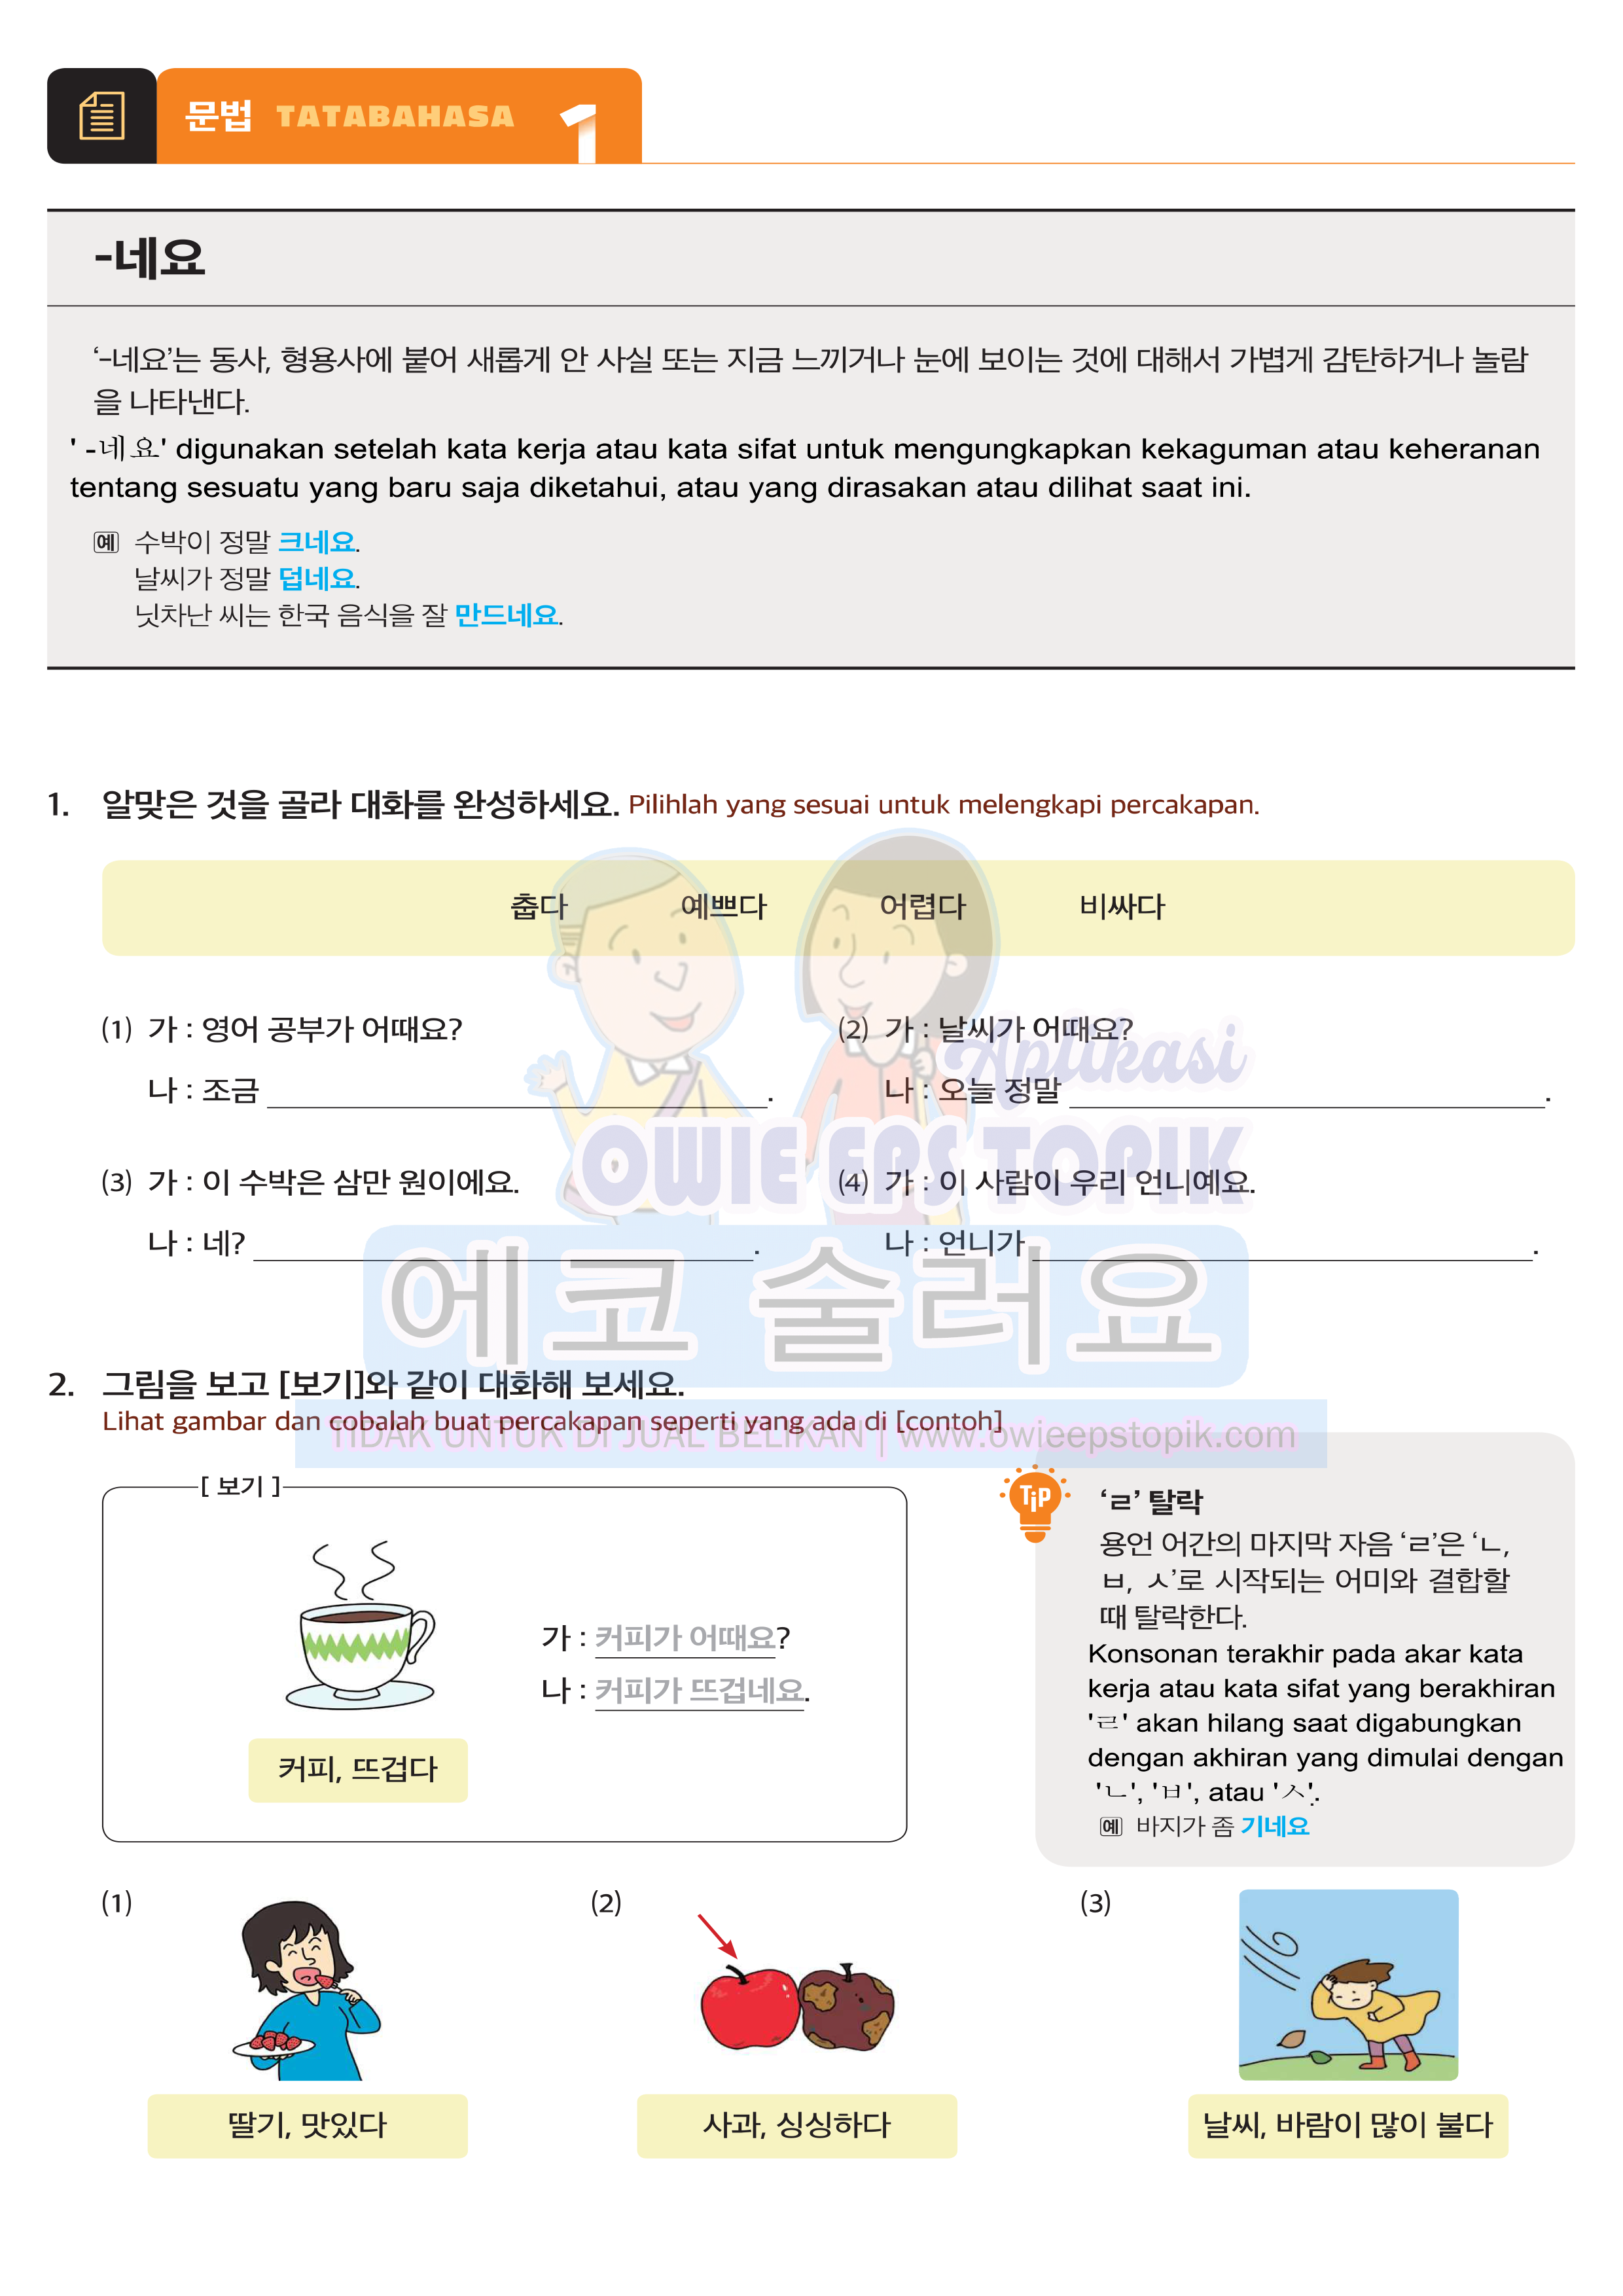 문법 TATABAHASA 1
-네요
‘-네요’는 동사, 형용사에 붙어 새롭게 안 사실 또는 지금 느끼거나 눈에 보이는 것에 대해서 가볍게 감탄하거나 놀람
을 나타낸다.
' -네요' digunakan setelah kata kerja atau kata sifat untuk mengungkapkan kekaguman atau keheranan
tentang sesuatu yang baru saja diketahui, atau yang dirasakan atau dilihat saat ini.
예 수박이 정말 크네요.
날씨가 정말 덥네요.
닛차난 씨는 한국 음식을 잘 만드네요.
1. 알맞은 것을 골라 대화를 완성하세요. Pilihlah yang sesuai untuk melengkapi percakapan.
춥다 예쁘다 어렵다 비싸다
(1) 가 : 영어 공부가 어때요?
나 : 조금 ______.
(2) 가 : 날씨가 어때요?
나 : 오늘 정말 ______.
(3) 가 : 이 수박은 삼만 원이에요.
나 : 네? ______.
(4) 가 : 이 사람이 우리 언니예요.
나 : 언니가 ______.
Aplikasi
OWIE EPS TOPIK
에코 술러요
2. 그림을 보고 [보기]와 같이 대화해 보세요.
Lihat gambar dan cobalah buat percakapan seperti yang ada di [contoh]
TIDAK UNTUK DI JUAL BELIKAN | www.owieepstopik.com
[ 보기 ]
가 : 커피가 어때요?
나 : 커피가 뜨겁네요.
커피, 뜨겁다
TiP
‘ㄹ’ 탈락
용언 어간의 마지막 자음 ‘ㄹ’은 ‘ㄴ,
ㅂ, ㅅ’로 시작되는 어미와 결합할
때 탈락한다.
Konsonan terakhir pada akar kata
kerja atau kata sifat yang berakhiran
'ㄹ' akan hilang saat digabungkan
dengan akhiran yang dimulai dengan
'ㄴ', 'ㅂ', atau 'ㅅ'.
예 바지가 좀 기네요
(1)
딸기, 맛있다
(2)
사과, 싱싱하다
(3)
날씨, 바람이 많이 불다